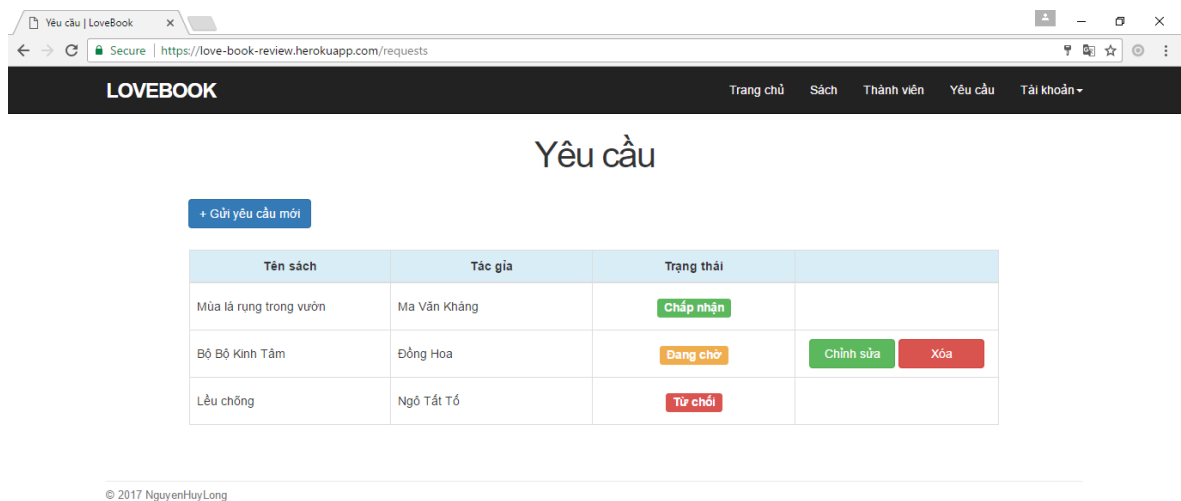 Yêu cầu | LoveBook
Secure | https://love-book-review.herokuapp.com/requests
LOVEBOOK Trang chủ Sách Thành viên Yêu cầu Tài khoản
Yêu cầu
+ Gửi yêu cầu mới
Tên sách Tác gỉa Trạng thái
Mùa lá rụng trong vườn Ma Văn Kháng Chấp nhận
Bộ Bộ Kinh Tâm Đồng Hoa Đang chờ Chỉnh sửa Xóa
Lều chõng Ngô Tất Tố Từ chối
© 2017 NguyenHuyLong